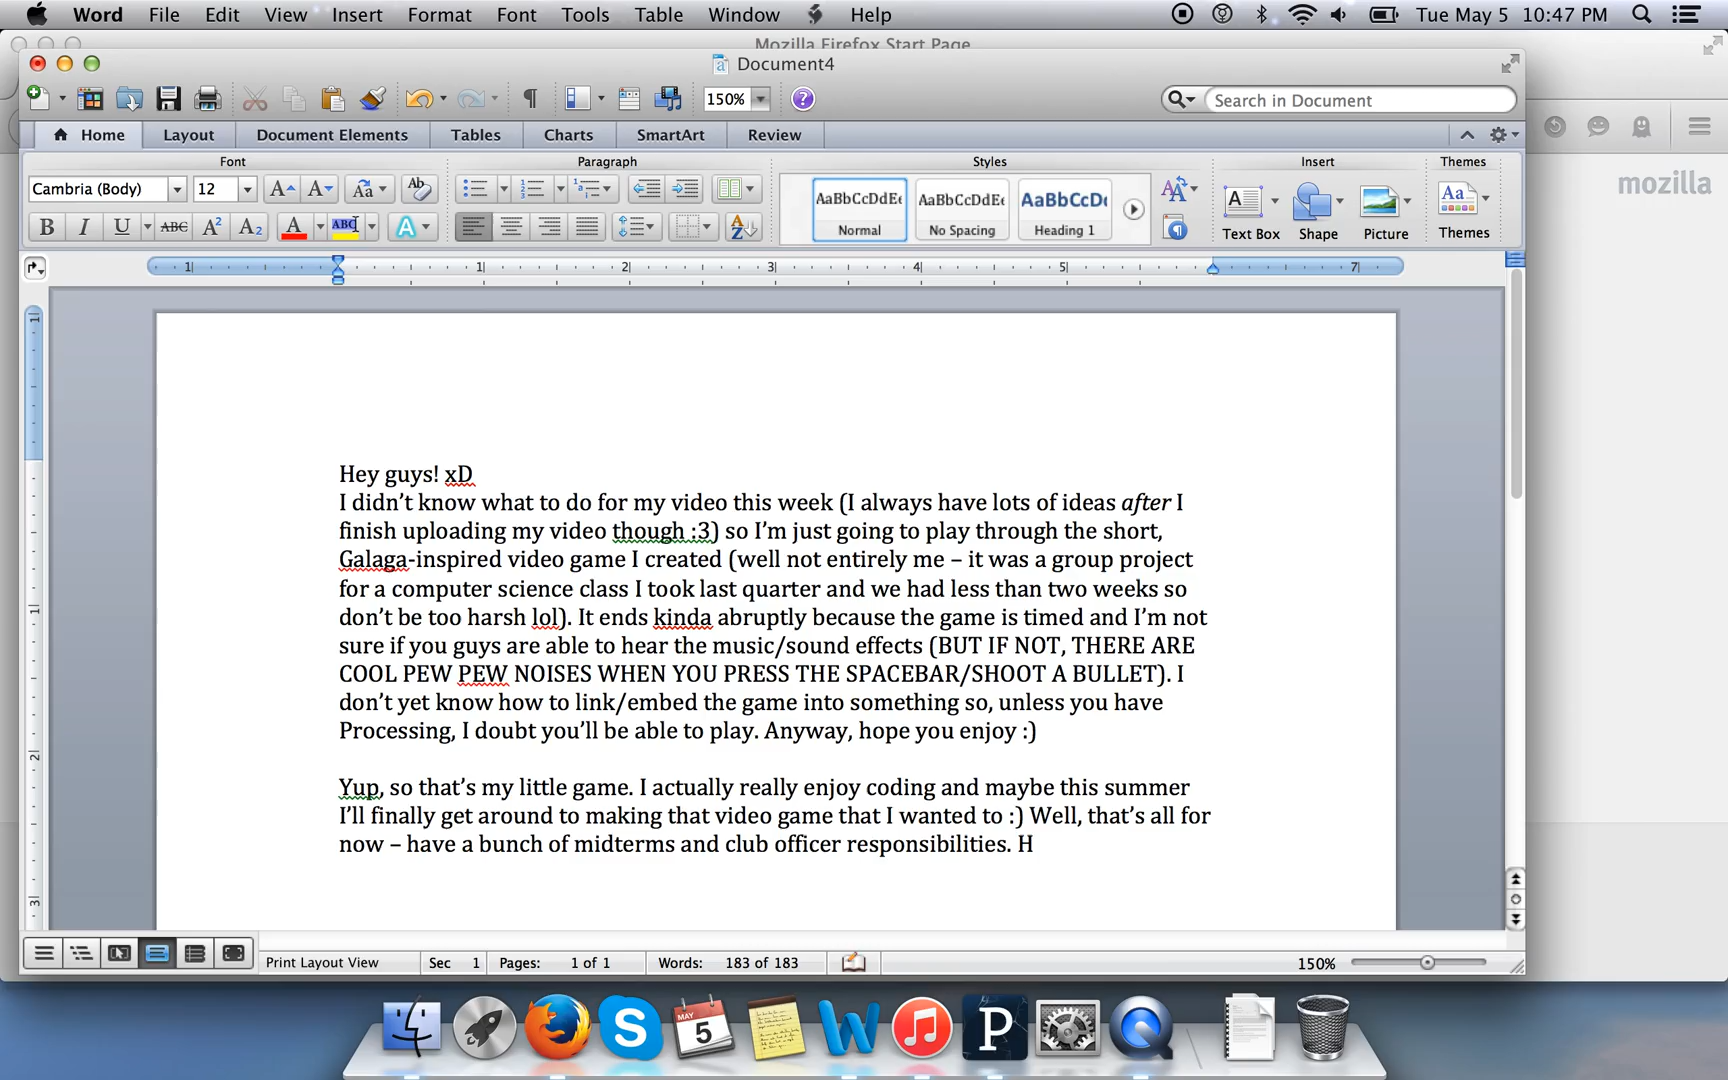 Word File Edit View Insert Format Font Tools Table Window Help Tue May 5 10:47 PM
Mozilla Firefox Start Page
Document4
150% Search in Document
Home Layout Document Elements Tables Charts SmartArt Review
Font Paragraph Styles Insert Themes
Cambria (Body) 12 AaBbCcDdEe AaBbCcDdEe AaBbCcDc
Normal No Spacing Heading 1 Text Box Shape Picture Themes
mozilla
1 1 2 3 4 5 7
Hey guys! xD
I didn’t know what to do for my video this week (I always have lots of ideas after I
finish uploading my video though :3) so I’m just going to play through the short,
Galaga-inspired video game I created (well not entirely me – it was a group project
for a computer science class I took last quarter and we had less than two weeks so
don’t be too harsh lol). It ends kinda abruptly because the game is timed and I’m not
sure if you guys are able to hear the music/sound effects (BUT IF NOT, THERE ARE
COOL PEW PEW NOISES WHEN YOU PRESS THE SPACEBAR/SHOOT A BULLET). I
don’t yet know how to link/embed the game into something so, unless you have
Processing, I doubt you’ll be able to play. Anyway, hope you enjoy :)
Yup, so that’s my little game. I actually really enjoy coding and maybe this summer
I’ll finally get around to making that video game that I wanted to :) Well, that’s all for
now – have a bunch of midterms and club officer responsibilities. H
Print Layout View Sec 1 Pages: 1 of 1 Words: 183 of 183 150%
MAY
5